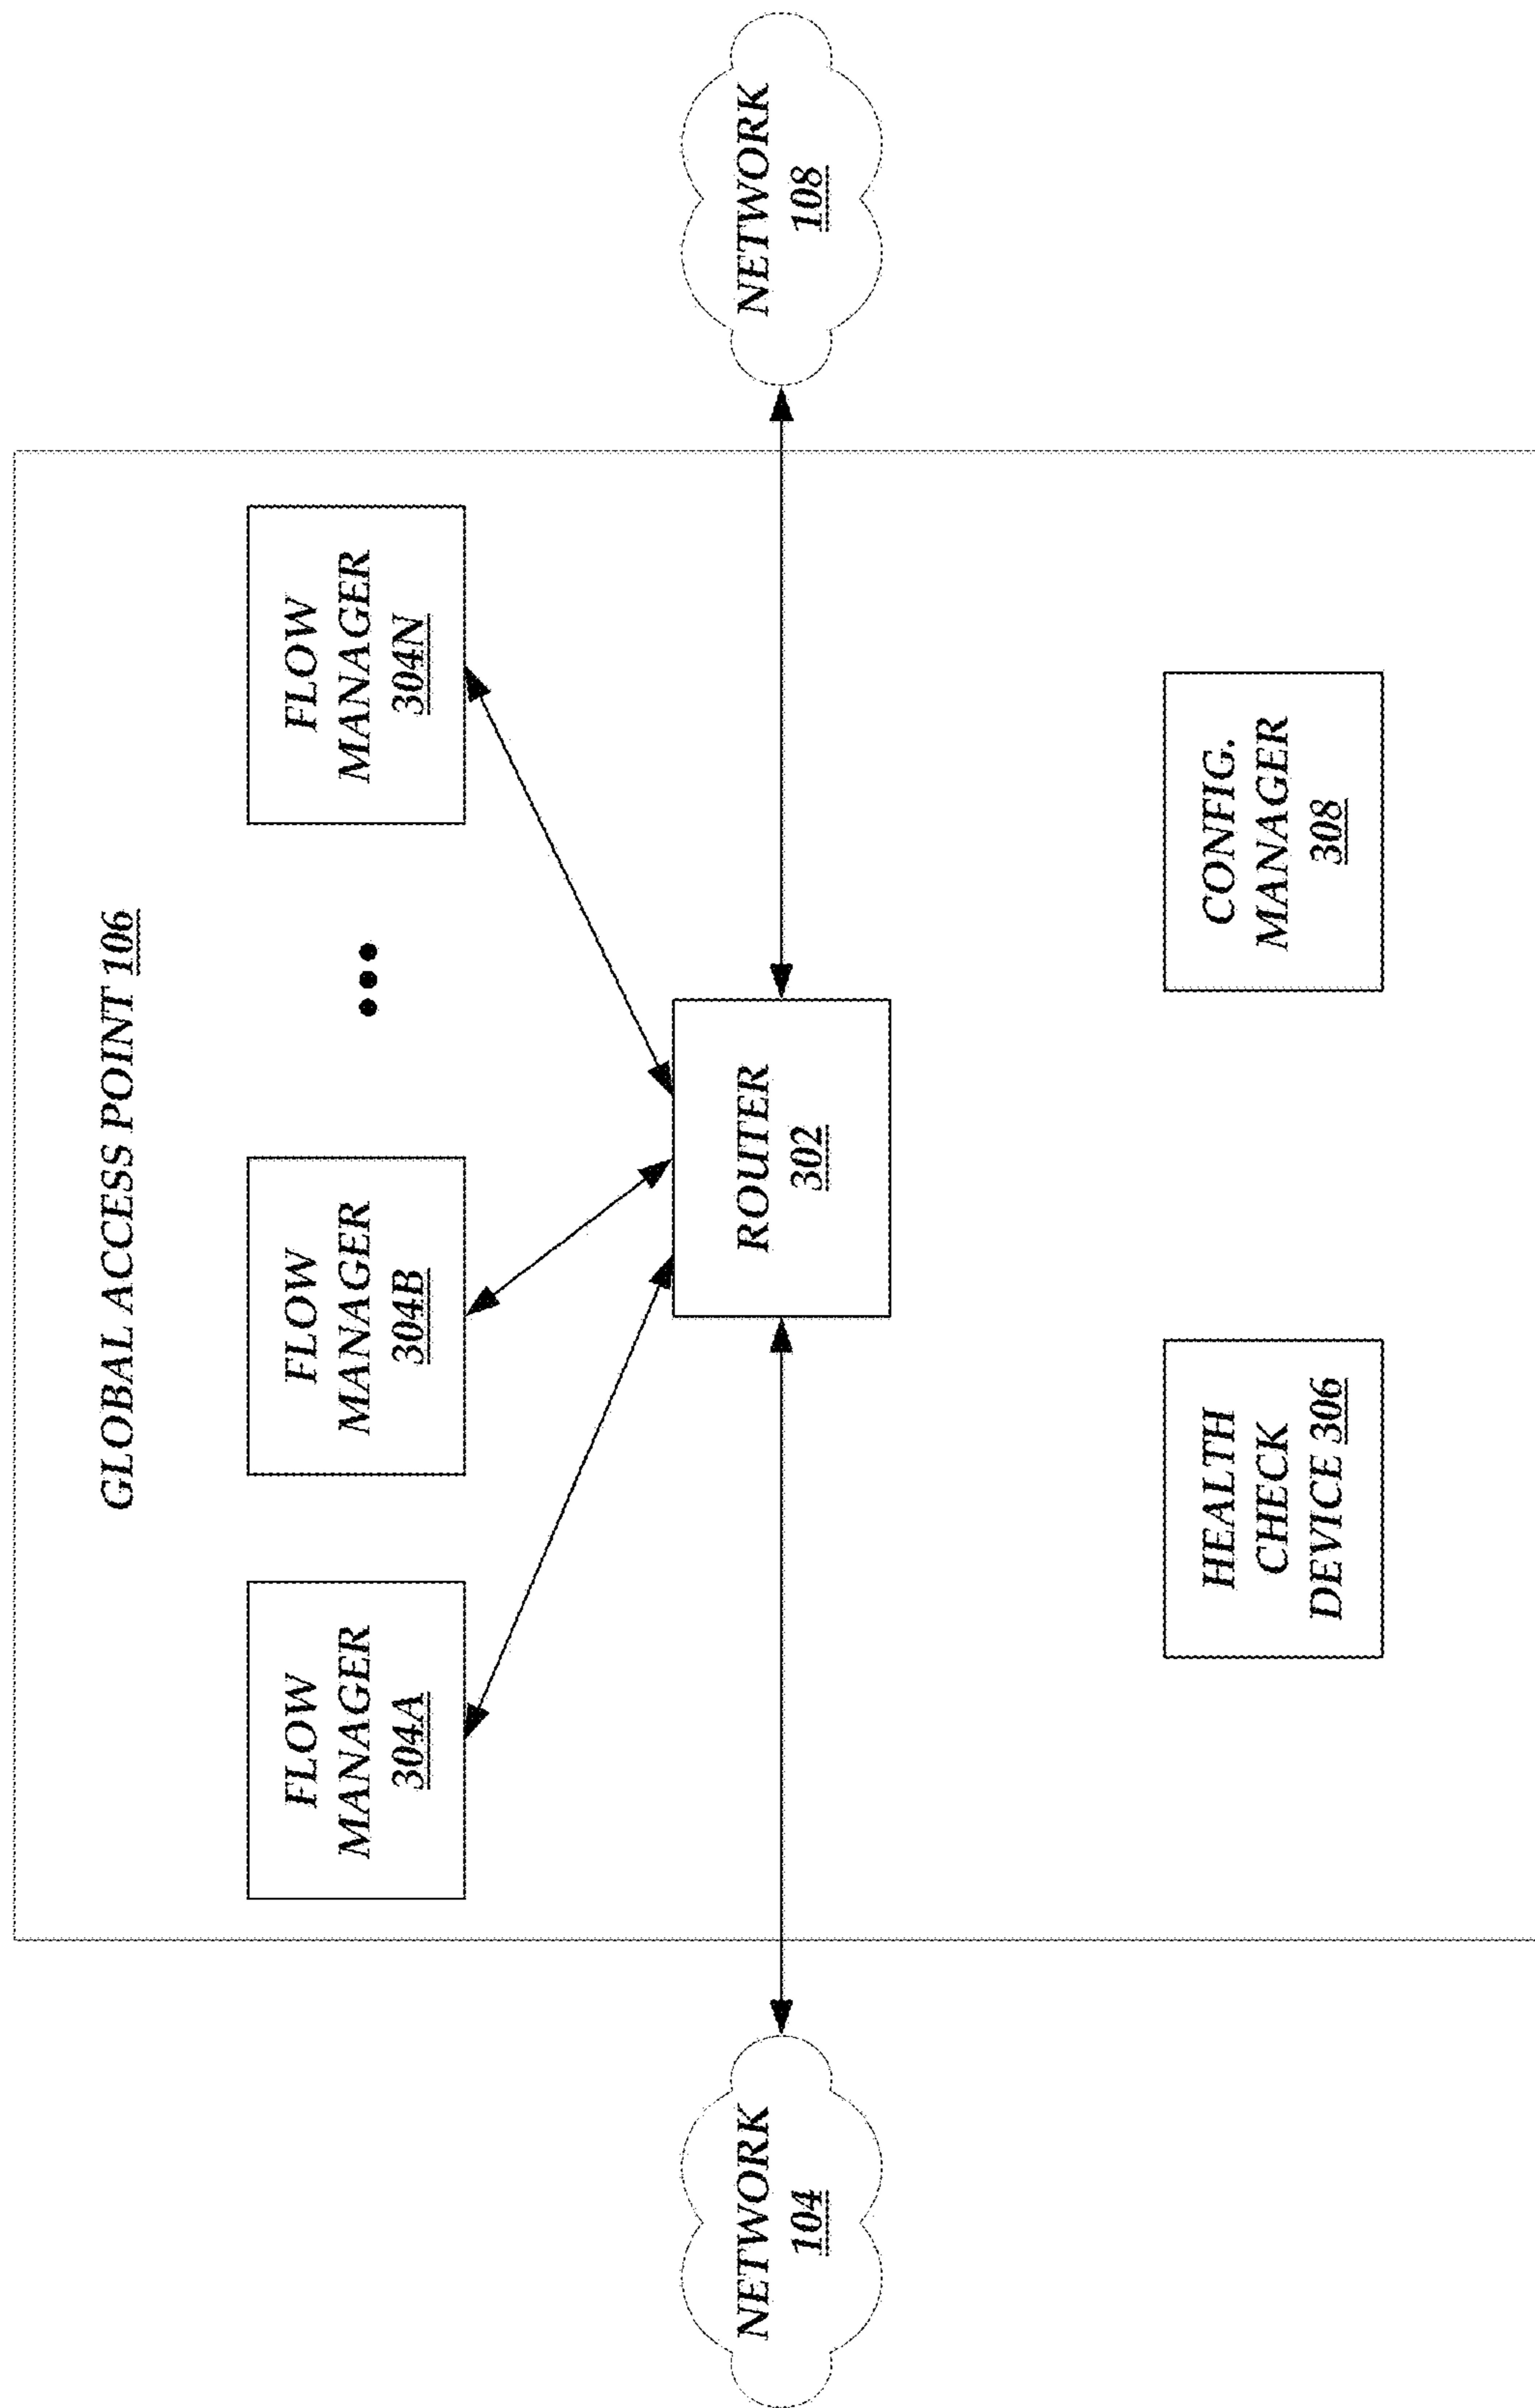 GLOBAL ACCESS POINT 106
FLOW
MANAGER
304A
FLOW
MANAGER
304B
FLOW
MANAGER
304N
NETWORK
104
ROUTER
302
NETWORK
108
HEALTH
CHECK
DEVICE 306
CONFIG.
MANAGER
308